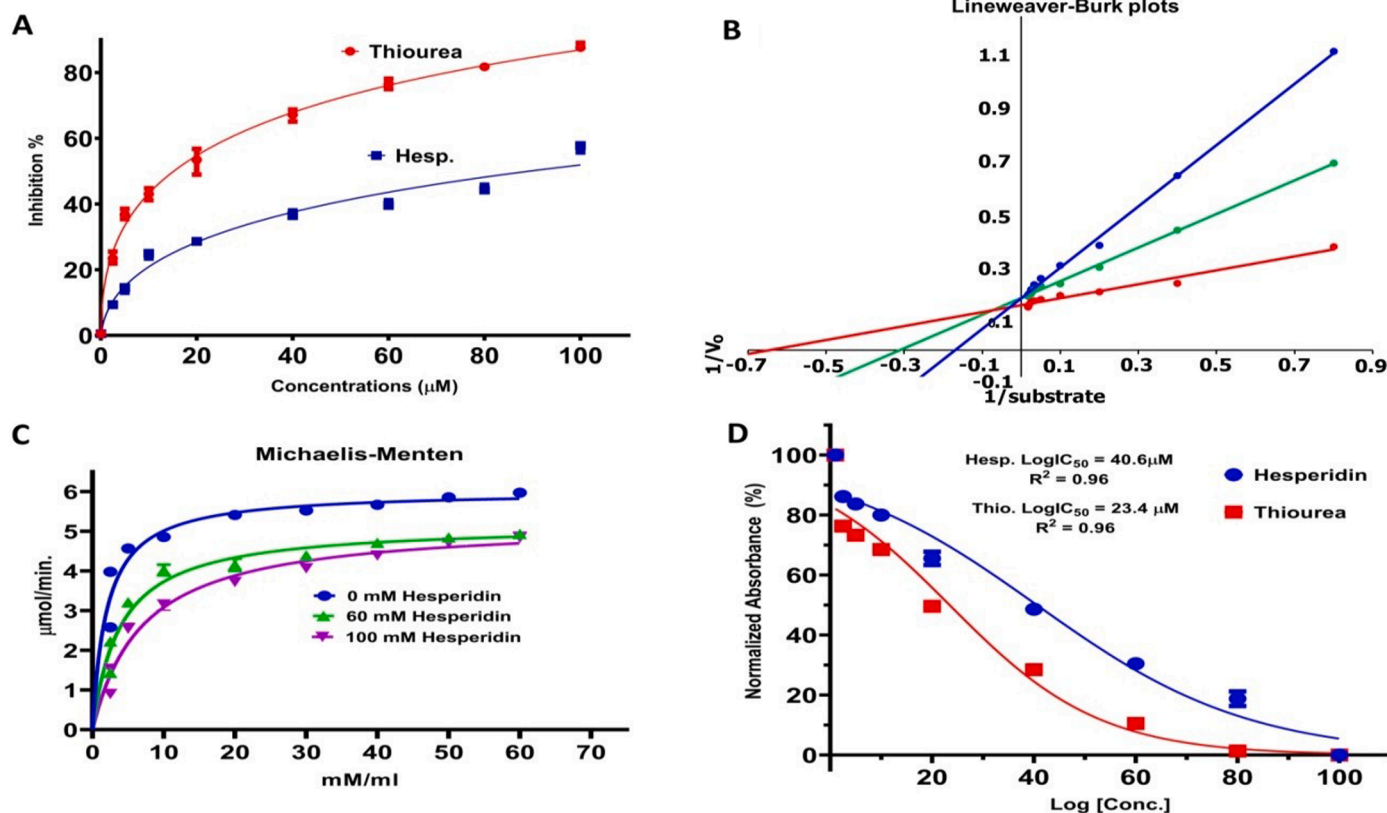 A
Thiourea
Hesp.
Inhibition %
80
60
40
20
0
0 20 40 60 80 100
Concentrations (μM)
B
Lineweaver-Burk plots
1.1
0.9
0.7
0.5
0.3
0.1
-0.1
1/V₀
-0.7 -0.5 -0.3 -0.1 0.1 0.3 0.5 0.7 0.9
1/substrate
C
Michaelis-Menten
μmol/min.
6
5
4
3
2
1
0
0 mM Hesperidin
60 mM Hesperidin
100 mM Hesperidin
0 10 20 30 40 50 60 70
mM/ml
D
Normalized Absorbance (%)
100
80
60
40
20
0
Hesp. LogIC₅₀ = 40.6μM
R² = 0.96
Thio. LogIC₅₀ = 23.4 μM
R² = 0.96
Hesperidin
Thiourea
20 40 60 80 100
Log [Conc.]